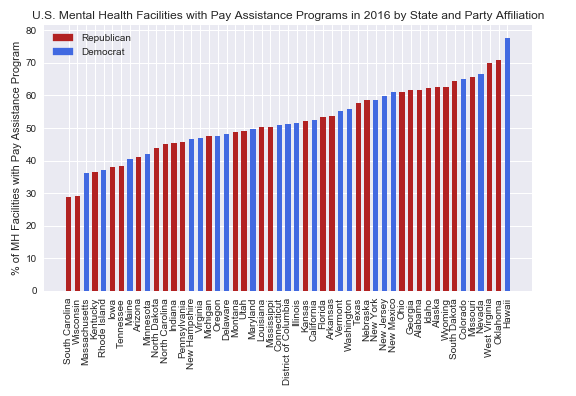 U.S. Mental Health Facilities with Pay Assistance Programs in 2016 by State and Party Affiliation
Republican
Democrat
% of MH Facilities with Pay Assistance Program
80
70
60
50
40
30
20
10
0
South Carolina
Wisconsin
Massachusetts
Kentucky
Rhode Island
Iowa
Tennessee
Maine
Arizona
Minnesota
North Dakota
North Carolina
Indiana
Pennsylvania
New Hampshire
Virginia
Michigan
Oregon
Delaware
Montana
Utah
Maryland
Louisiana
Mississippi
Connecticut
District of Columbia
Illinois
Kansas
California
Florida
Arkansas
Vermont
Washington
Texas
Nebraska
New York
New Jersey
New Mexico
Ohio
Georgia
Alabama
Idaho
Alaska
Wyoming
South Dakota
Colorado
Missouri
Nevada
West Virginia
Oklahoma
Hawaii